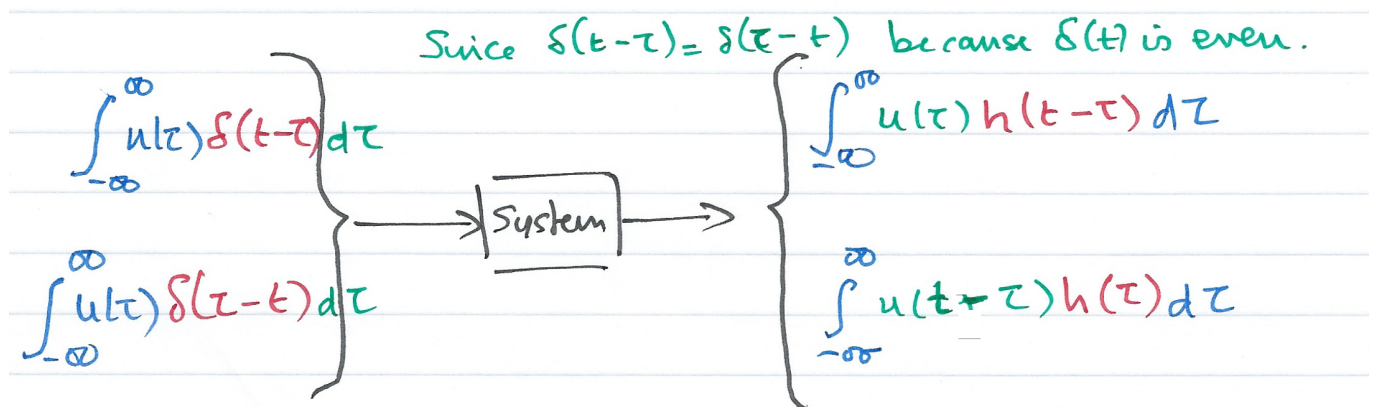 Since δ(t-τ) = δ(τ-t) because δ(t) is even.
∫_{-∞}^{∞} u(τ) δ(t-τ) dτ
∫_{-∞}^{∞} u(τ) h(t-τ) dτ
System
∫_{-∞}^{∞} u(τ) δ(τ-t) dτ
∫_{-∞}^{∞} u(t-τ) h(τ) dτ